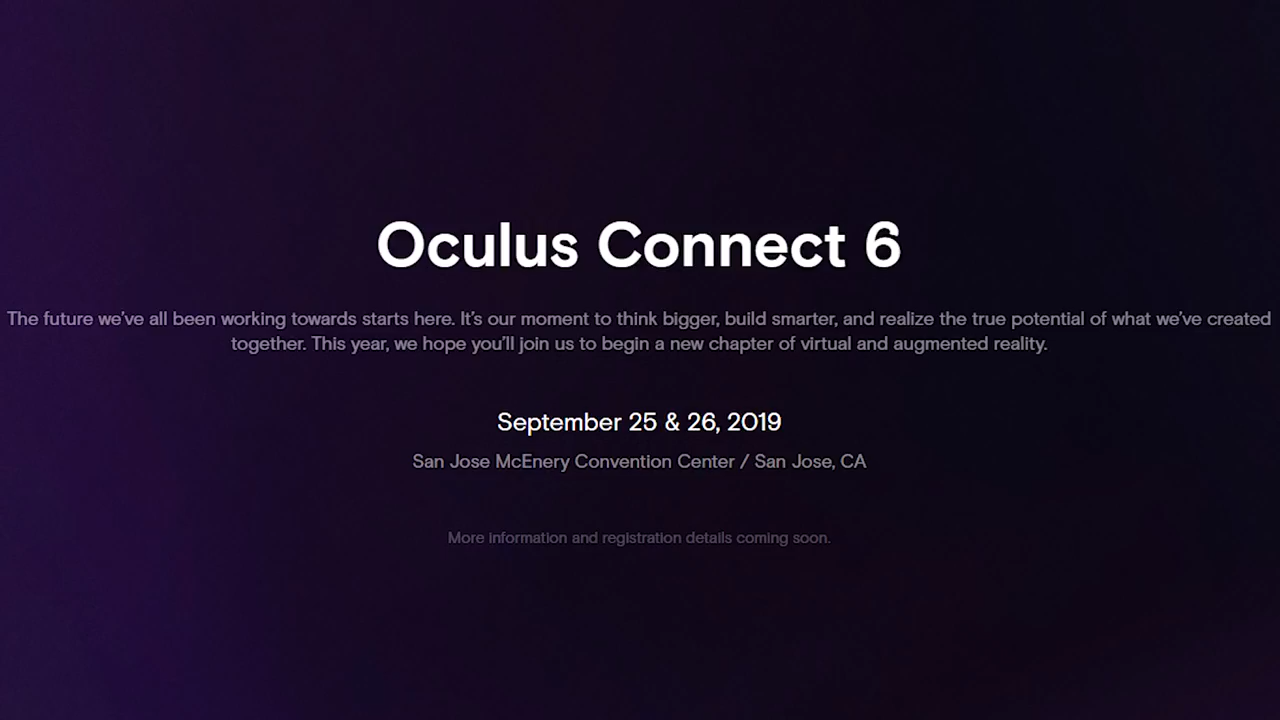 Oculus Connect 6
The future we’ve all been working towards starts here. It’s our moment to think bigger, build smarter, and realize the true potential of what we’ve created
together. This year, we hope you’ll join us to begin a new chapter of virtual and augmented reality.
September 25 & 26, 2019
San Jose McEnery Convention Center / San Jose, CA
More information and registration details coming soon.